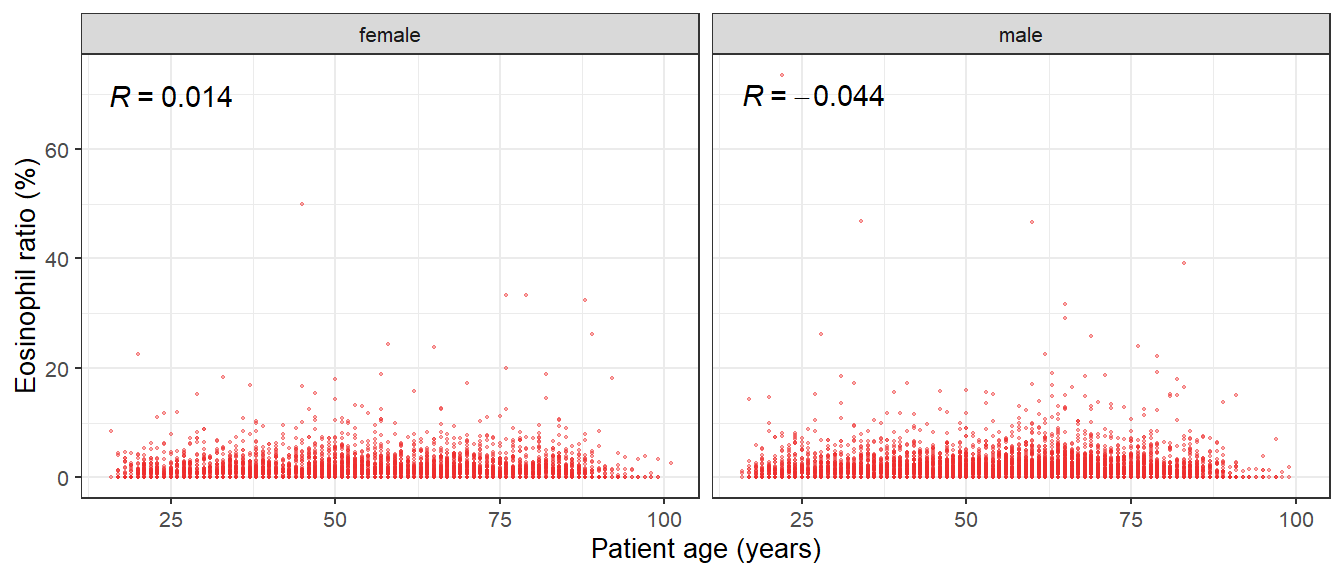 female
male
R = 0.014
R = −0.044
Eosinophil ratio (%)
60
40
20
0
25 50 75 100
25 50 75 100
Patient age (years)